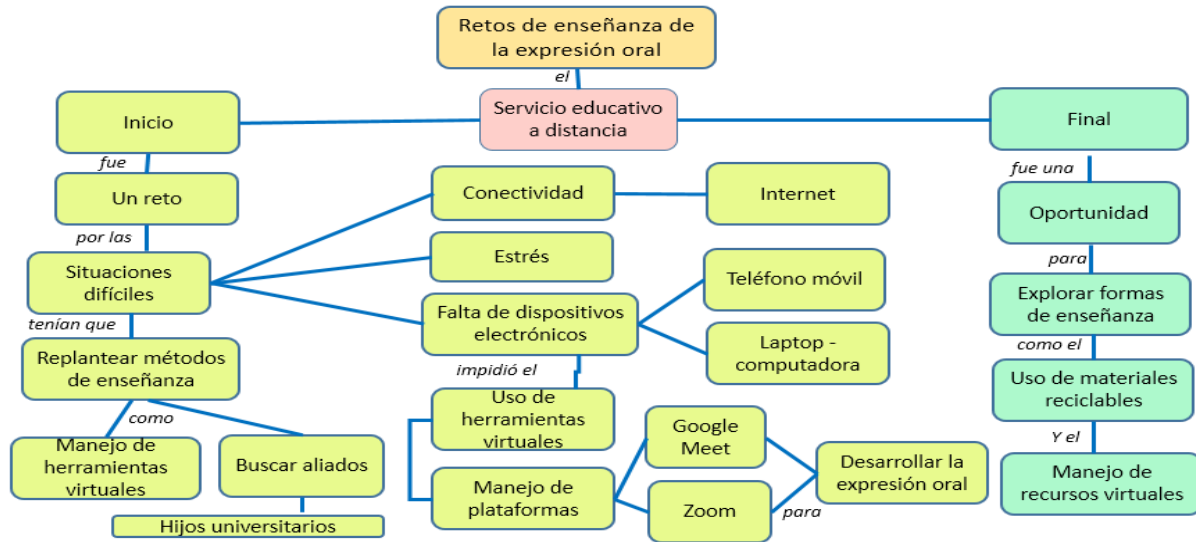 Retos de enseñanza de
la expresión oral
el
Servicio educativo
a distancia
Inicio
fue
Un reto
por las
Situaciones
difíciles
tenían que
Replantear métodos
de enseñanza
como
Manejo de
herramientas
virtuales
Buscar aliados
Hijos universitarios
Conectividad
Internet
Estrés
Falta de dispositivos
electrónicos
Teléfono móvil
Laptop -
computadora
impidió el
Uso de
herramientas
virtuales
Manejo de
plataformas
Google
Meet
Zoom
para
Desarrollar la
expresión oral
Final
fue una
Oportunidad
para
Explorar formas
de enseñanza
como el
Uso de materiales
reciclables
Y el
Manejo de
recursos virtuales